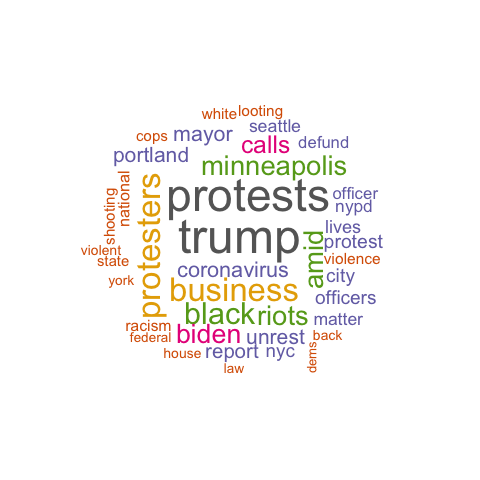 white
looting
cops
mayor
seattle
calls
defund
portland
minneapolis
shooting
national
protesters
protests
officer
nypd
trump
lives
protest
amid
violent
state
york
coronavirus
violence
city
business
officers
black
riots
matter
racism
federal
biden
unrest
back
house
report
nyc
law
dems